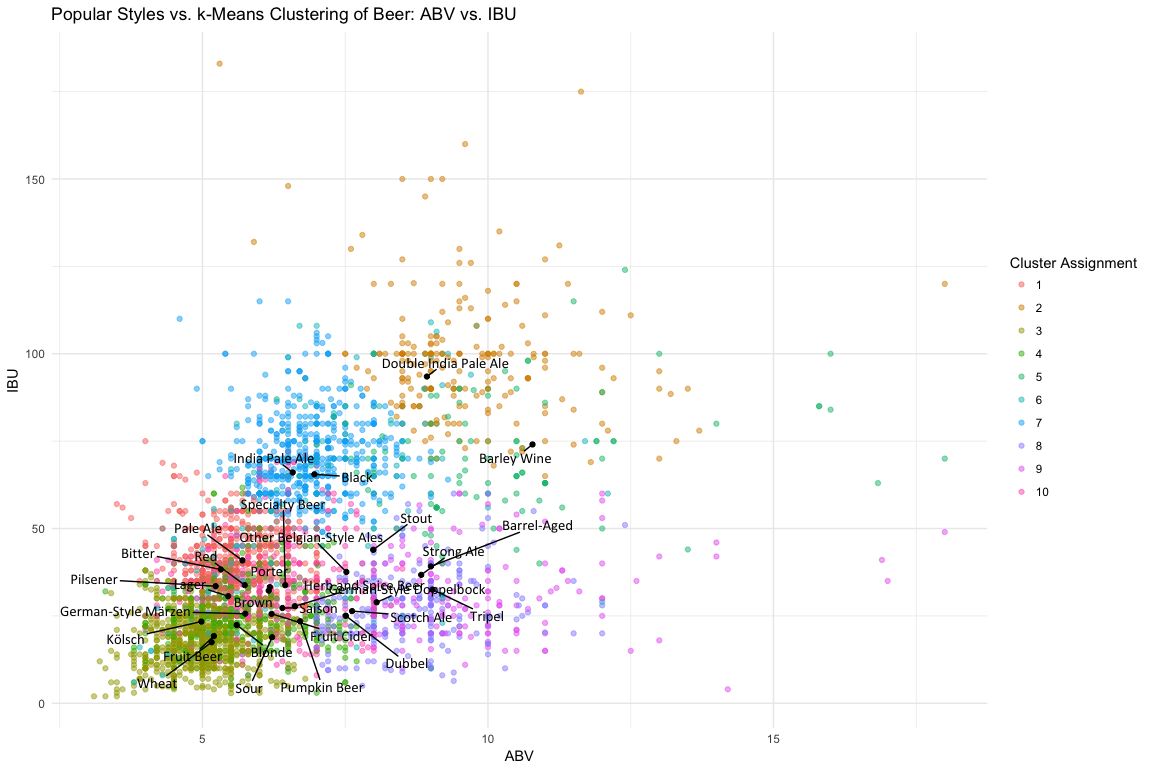 Popular Styles vs. k-Means Clustering of Beer: ABV vs. IBU
IBU
150
100
50
0
5
10
15
ABV
Double India Pale Ale
India Pale Ale
Barley Wine
Black
Specialty Beer
Stout
Barrel-Aged
Pale Ale
Other Belgian-Style Ales
Bitter
Red
Strong Ale
Porter
Pilsener
Lager
Herb and Spice Beer
German-Style Doppelbock
Brown
German-Style Marzen
Saison
Scotch Ale
Tripel
Kölsch
Fruit Cider
Fruit Beer
Blonde
Dubbel
Wheat
Sour
Pumpkin Beer
Cluster Assignment
1
2
3
4
5
6
7
8
9
10